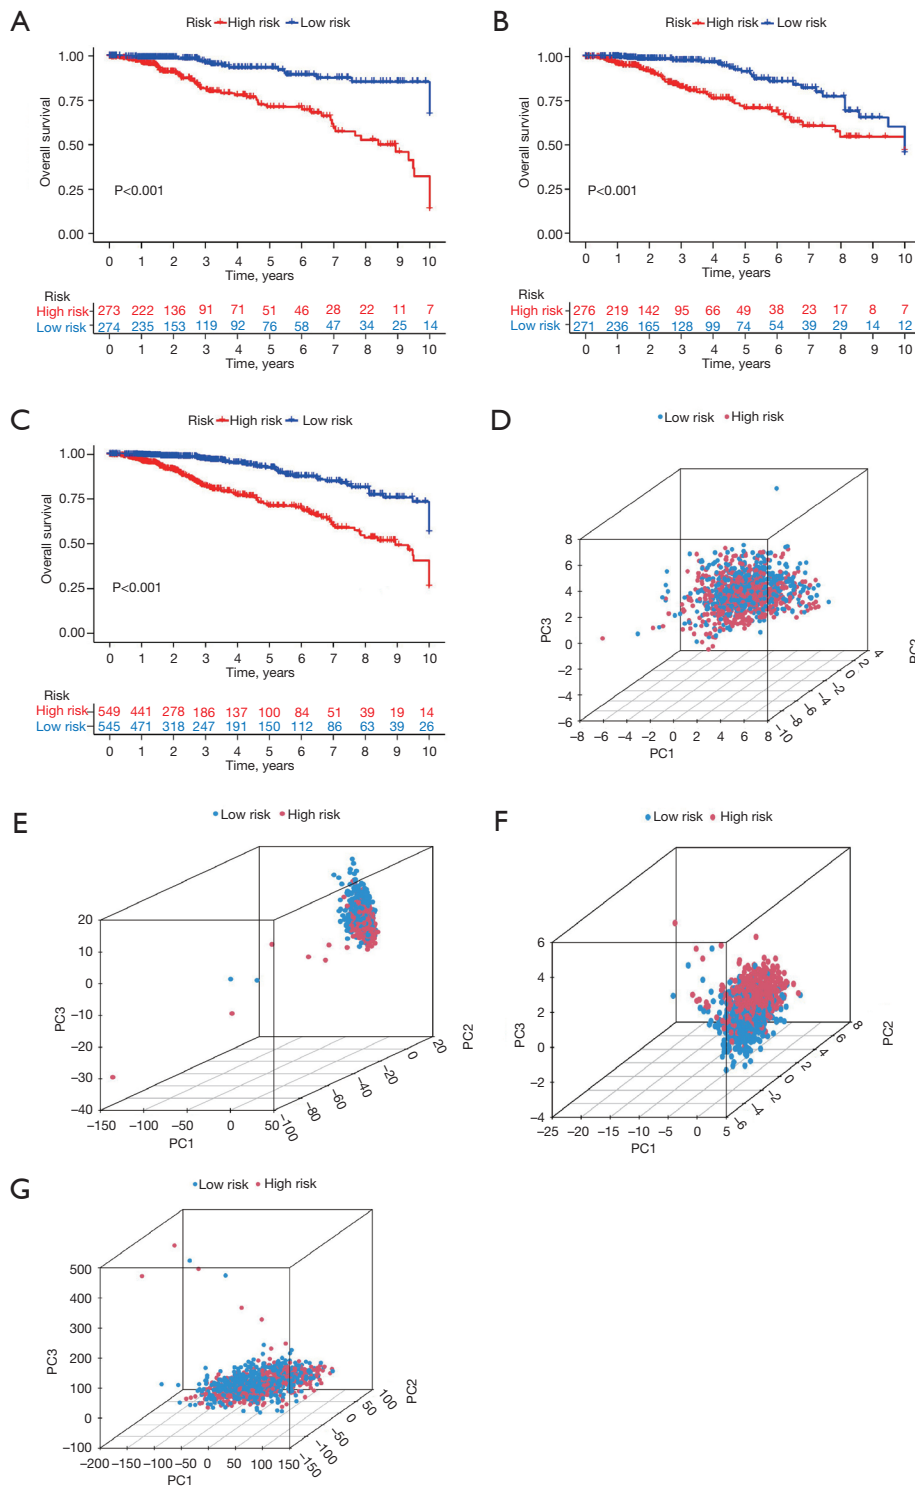 A
Risk High risk Low risk
Overall survival
1.00
0.75
0.50
0.25
0.00
P<0.001
0 1 2 3 4 5 6 7 8 9 10
Time, years
Risk
High risk 273 222 136 91 71 51 46 28 22 11 7
Low risk 274 235 153 119 92 76 58 47 34 25 14
0 1 2 3 4 5 6 7 8 9 10
Time, years
B
Risk High risk Low risk
Overall survival
1.00
0.75
0.50
0.25
0.00
P<0.001
0 1 2 3 4 5 6 7 8 9 10
Time, years
Risk
High risk 276 219 142 95 66 49 38 23 17 8 7
Low risk 271 236 165 128 99 74 54 39 29 14 12
0 1 2 3 4 5 6 7 8 9 10
Time, years
C
Risk High risk Low risk
Overall survival
1.00
0.75
0.50
0.25
0.00
P<0.001
0 1 2 3 4 5 6 7 8 9 10
Time, years
Risk
High risk 549 441 278 186 137 100 84 51 39 19 14
Low risk 545 471 318 247 191 150 112 86 63 39 26
0 1 2 3 4 5 6 7 8 9 10
Time, years
D
Low risk High risk
PC3
8
6
4
2
0
−2
−4
−6
−8 −6 −4 −2 0 2 4 6 8
PC1
−10 −8 −6 −4 −2 0 2 4
E
Low risk High risk
PC3
20
10
0
−10
−20
−30
−40
−150 −100 −50 0 50
PC1
−100 −80 −60 −40 −20 0 20
PC2
F
Low risk High risk
PC3
6
4
2
0
−2
−4
−25 −20 −15 −10 −5 0 5
PC1
−6 −4 −2 0 2 4 6 8
PC2
G
Low risk High risk
PC3
500
400
300
200
100
0
−100
−200 −150 −100 −50 0 50 100 150
PC1
−150 −100 −50 0 50 100
PC2